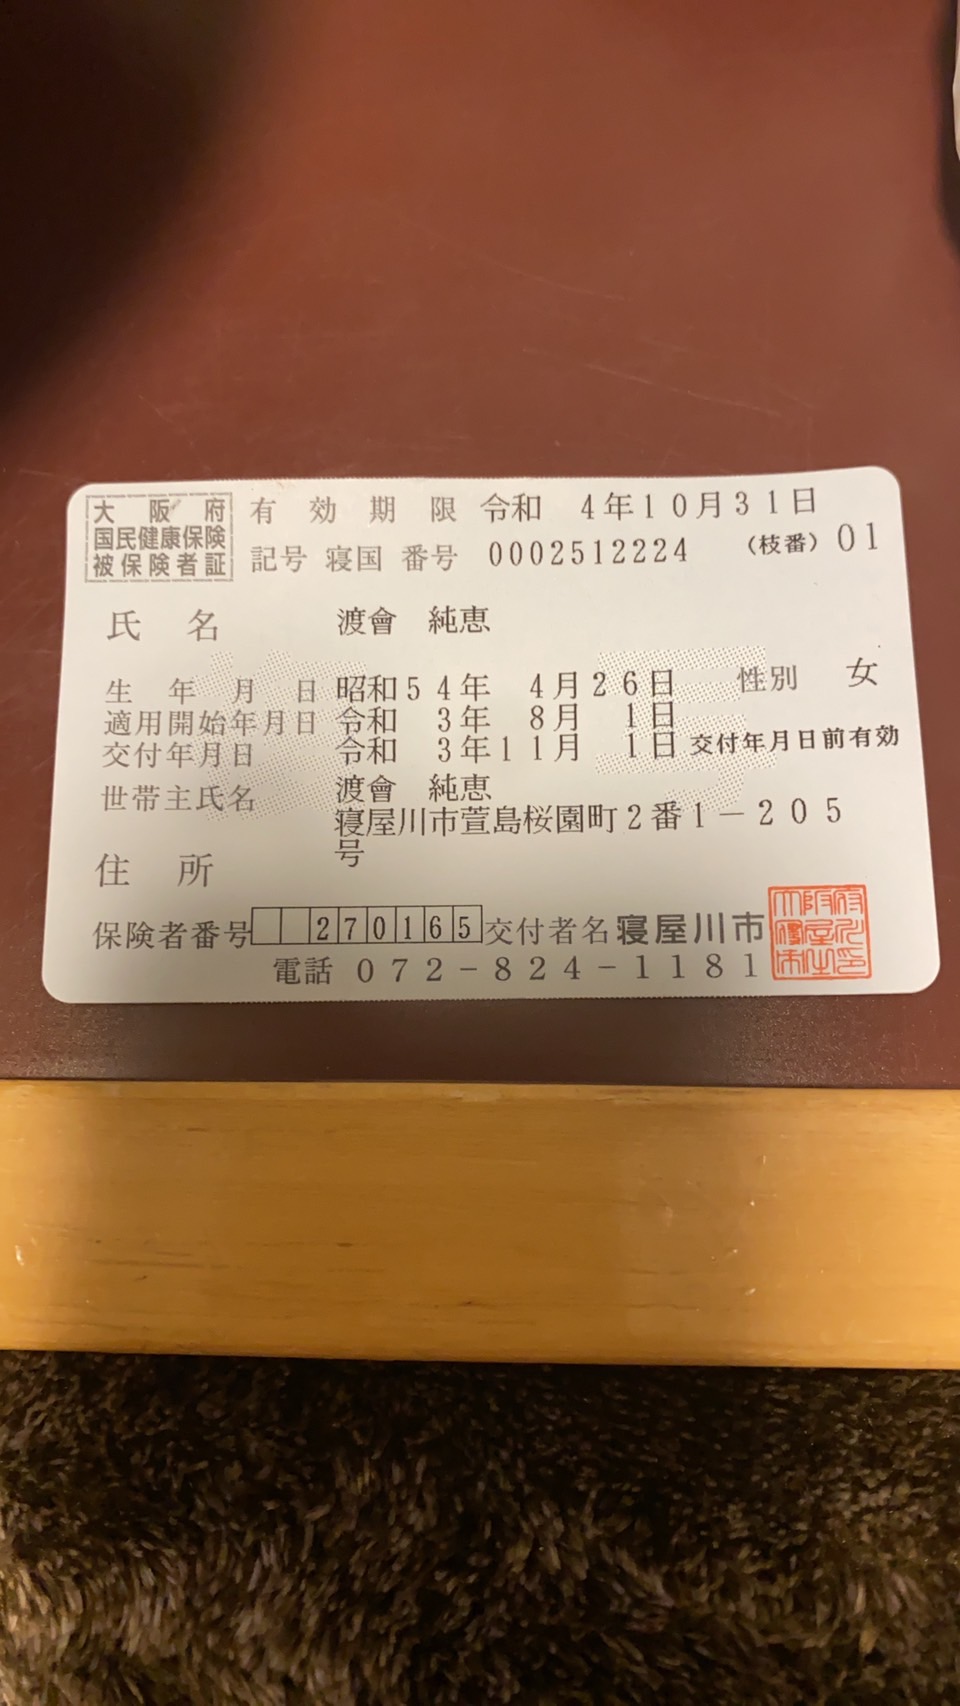 大阪府
国民健康保険
被保険者証
有効期限 令和 4年10月31日
記号 寝国 番号 0002512224 (枝番) 01
氏名 渡會 純恵
生年月日 昭和54年 4月26日 性別 女
適用開始年月日 令和 3年 8月 1日
交付年月日 令和 3年11月 1日 交付年月日前有効
世帯主氏名 渡會 純恵
住所 寝屋川市萱島桜園町2番1-205
号
保険者番号 270165 交付者名 寝屋川市
電話 072-824-1181